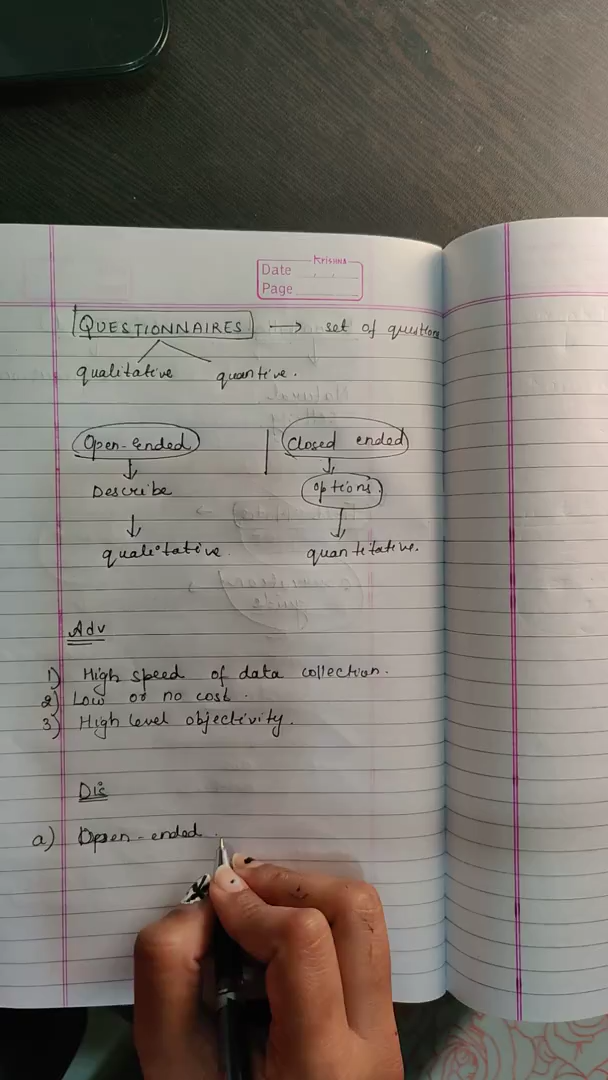 Krishna
Date
Page
QUESTIONNAIRES → set of questions
qualitative quantive.
Open-Ended Closed ended
Describe options.
qualitative. quantitative.
Adv
1) High speed of data collection.
2) Low or no cost.
3) High level objectivity.
Dis
a) Open-ended